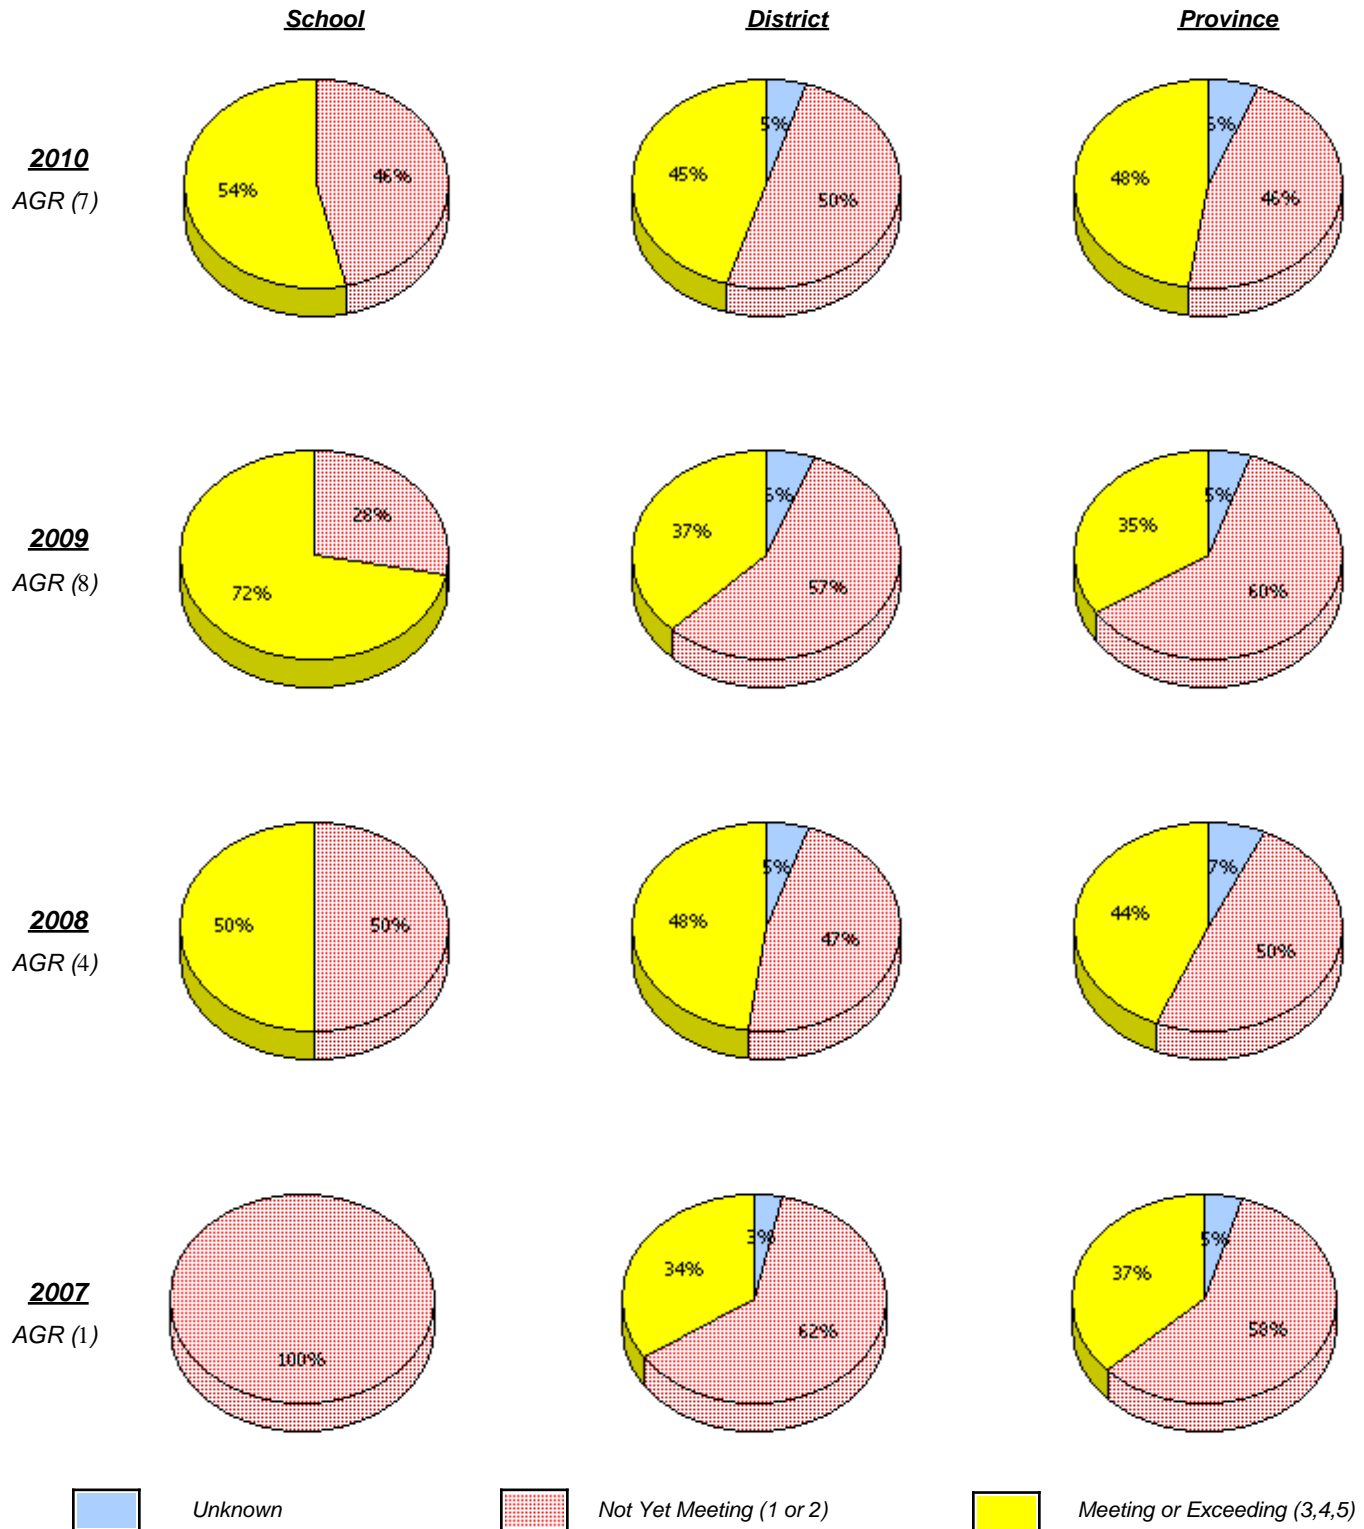 School District Province
2010
AGR (7)
54% 46%
45% 5% 50%
48% 6% 46%
2009
AGR (8)
72% 28%
37% 6% 57%
35% 5% 60%
2008
AGR (4)
50% 50%
48% 5% 47%
44% 7% 50%
2007
AGR (1)
100%
34% 3% 62%
37% 5% 58%
Unknown Not Yet Meeting (1 or 2) Meeting or Exceeding (3,4,5)